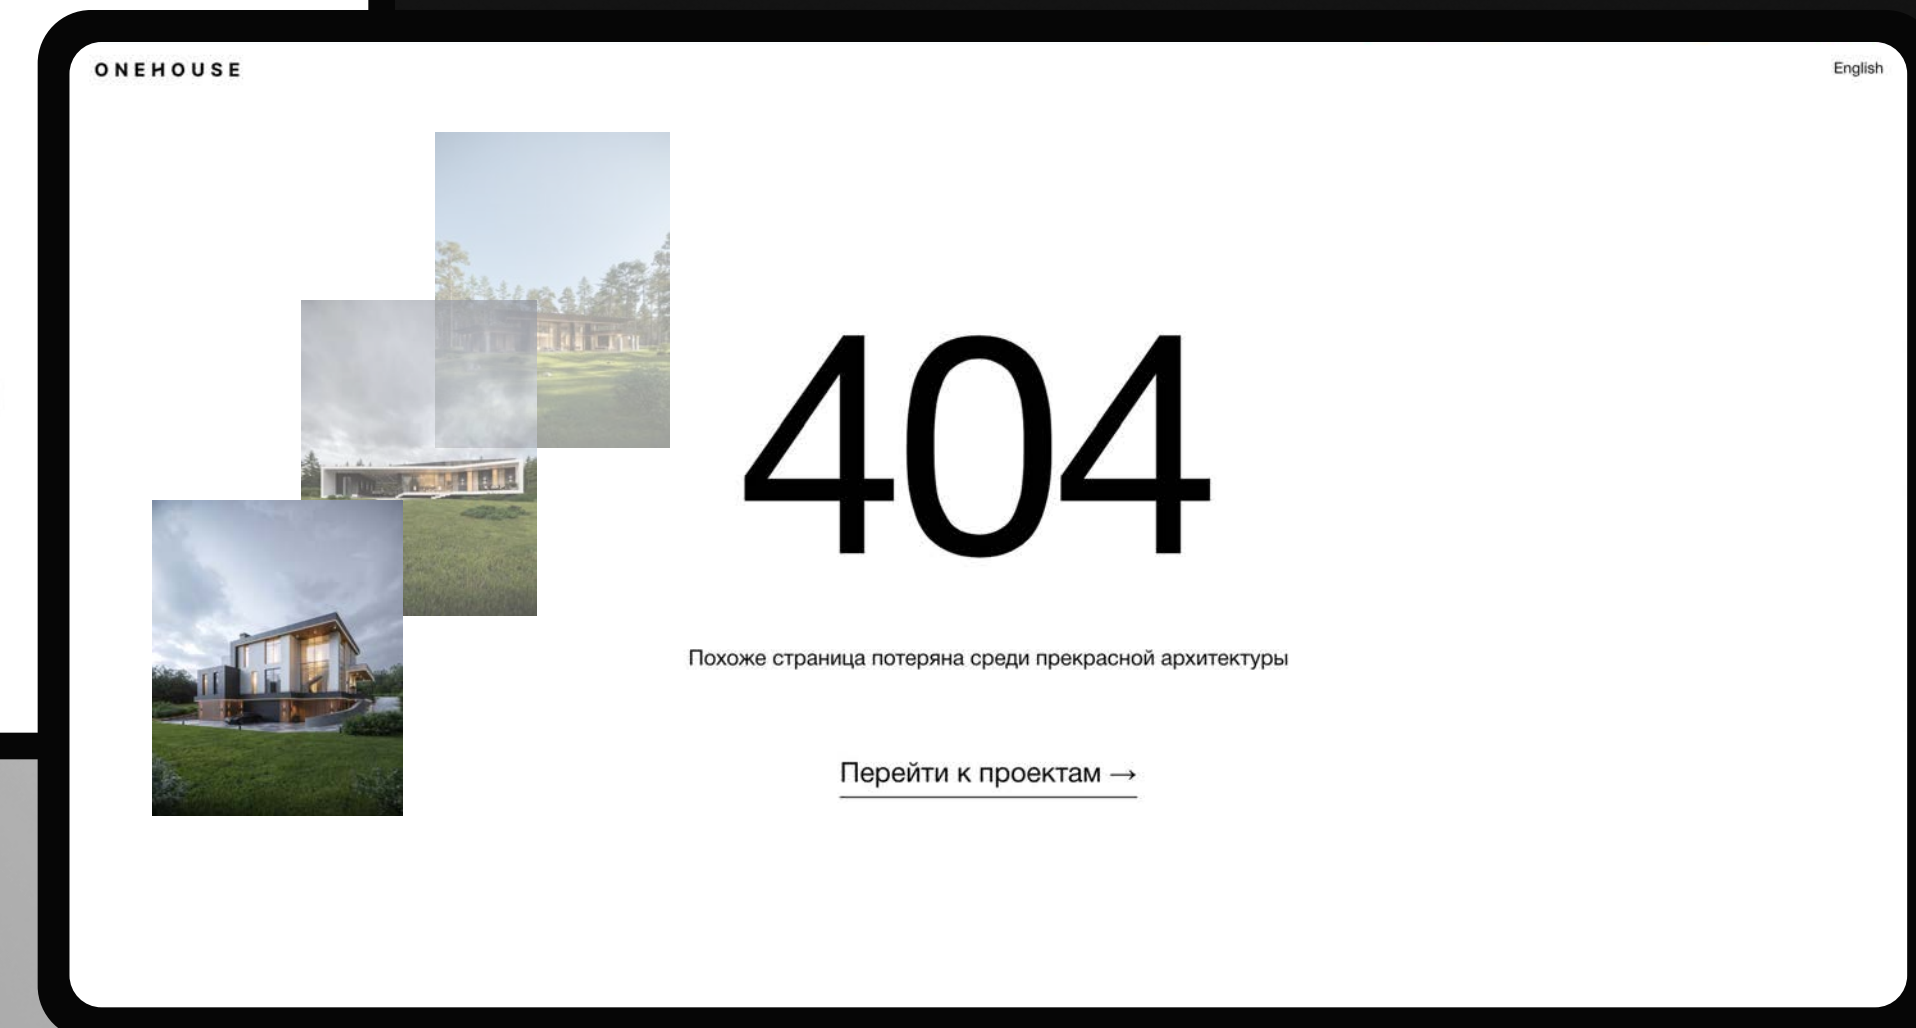 ONEHOUSE
English
404
Похоже страница потеряна среди прекрасной архитектуры
Перейти к проектам →